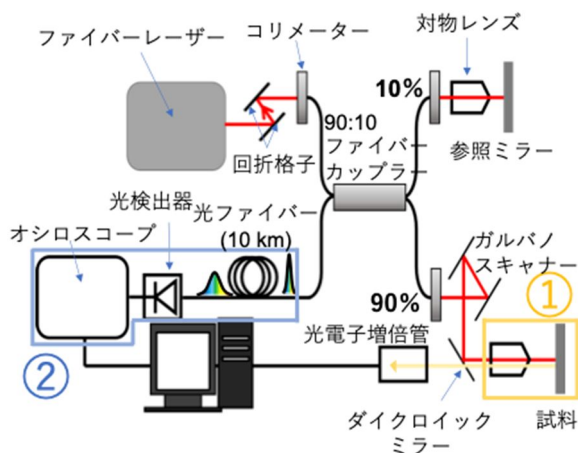 ファイバーレーザー
コリメーター
対物レンズ
10%
90:10
ファイバー
カップラー
回折格子
参照ミラー
光検出器
光ファイバー
(10 km)
オシロスコープ
ガルバノ
スキャナー
90%
光電子増倍管
①
②
ダイクロイック
ミラー
試料